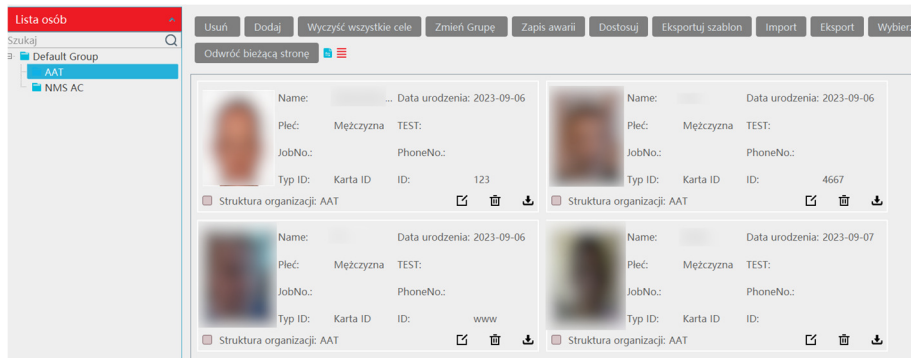 Lista osób
Szukaj
Default Group
AAT
NMS AC
Usuń Dodaj Wyczyść wszystkie cele Zmień Grupę Zapis awarii Dostosuj Eksportuj szablon Import Eksport Wybierz
Odwróć bieżącą stronę
Name: ... Data urodzenia: 2023-09-06
Płeć: Mężczyzna TEST:
JobNo.: PhoneNo.:
Typ ID: Karta ID ID: 123
Struktura organizacji: AAT
Name: Data urodzenia: 2023-09-06
Płeć: Mężczyzna TEST:
JobNo.: PhoneNo.:
Typ ID: Karta ID ID: 4667
Struktura organizacji: AAT
Name: Data urodzenia: 2023-09-06
Płeć: Mężczyzna TEST:
JobNo.: PhoneNo.:
Typ ID: Karta ID ID: www
Struktura organizacji: AAT
Name: Data urodzenia: 2023-09-07
Płeć: Mężczyzna TEST:
JobNo.: PhoneNo.:
Typ ID: Karta ID ID:
Struktura organizacji: AAT